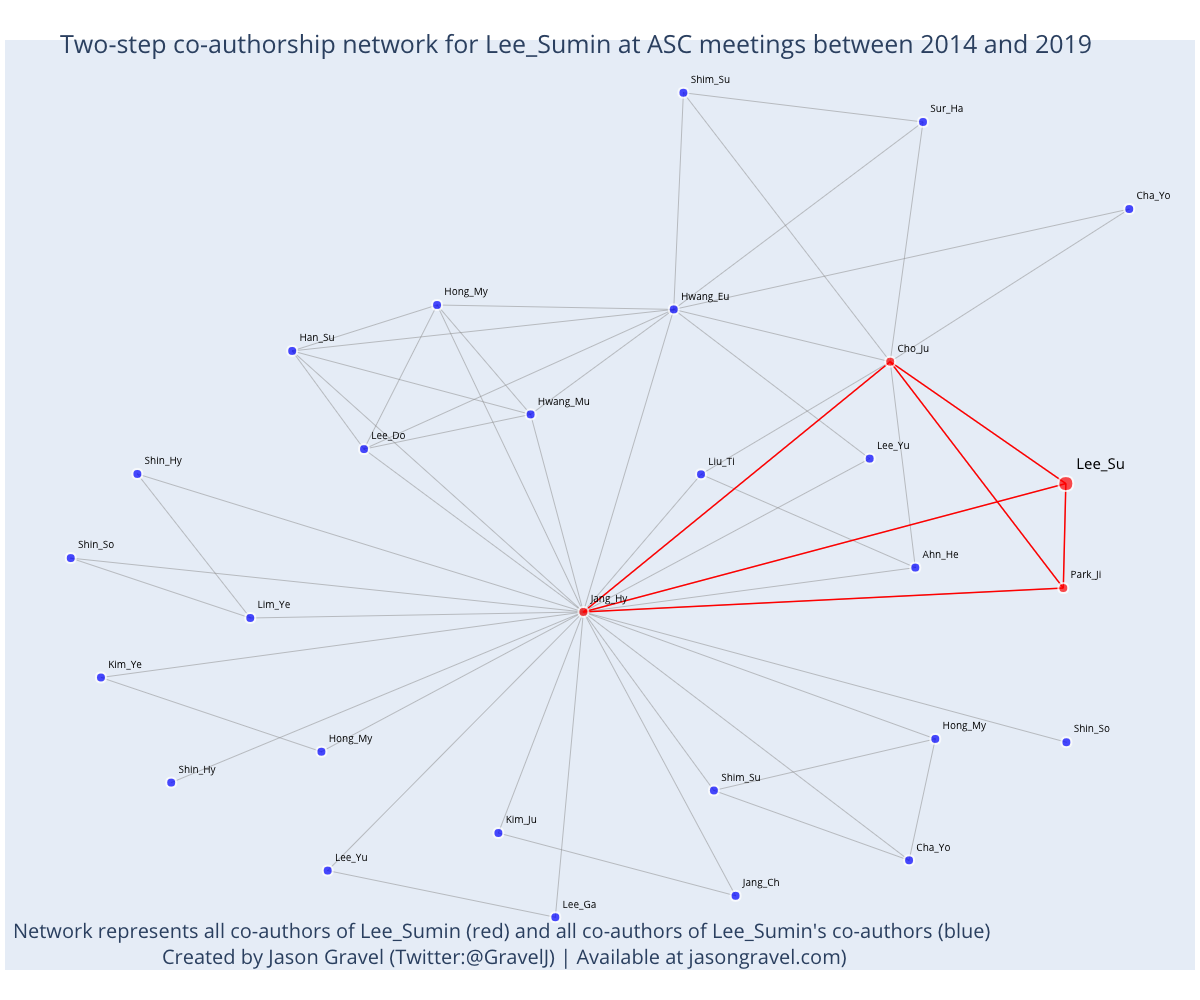 Two-step co-authorship network for Lee_Sumin at ASC meetings between 2014 and 2019
Shim_Su
Sur_Ha
Cha_Yo
Hong_My
Hwang_Eu
Han_Su
Cho_Ju
Hwang_Mu
Lee_Do
Lee_Yu
Shin_Hy
Liu_Ti
Lee_Su
Shin_So
Ahn_He
Park_Ji
Lim_Ye
Jang_Hy
Kim_Ye
Hong_My
Hong_My
Shin_So
Shin_Hy
Shim_Su
Kim_Ju
Cha_Yo
Lee_Yu
Jang_Ch
Lee_Ga
Network represents all co-authors of Lee_Sumin (red) and all co-authors of Lee_Sumin's co-authors (blue)
Created by Jason Gravel (Twitter:@GravelJ) | Available at jasongravel.com)